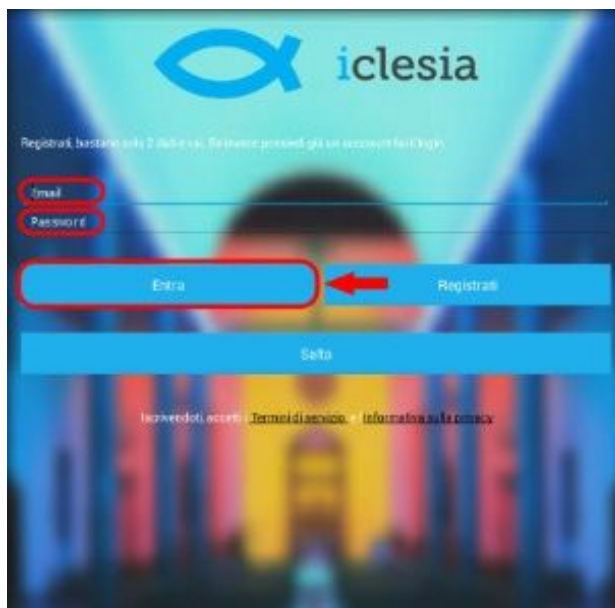 iclesia
Registrati, bastano solo 2 dati e sei. Se invece possiedi già un account fai il login
Email
Password
Entra
Registrati
Salta
Iscrivendoti, accetti i Termini di servizio, e l'Informativa sulla privacy